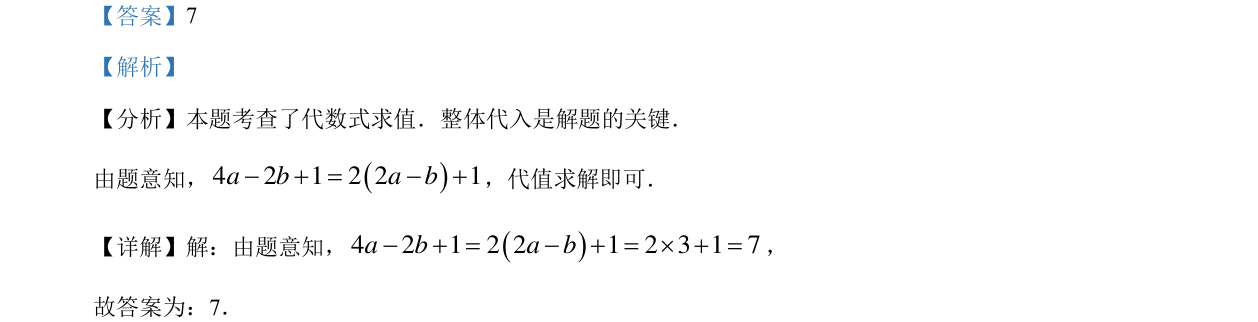 【答案】7
【解析】
【分析】本题考查了代数式求值．整体代入是解题的关键．
由题意知，4a－2b+1=2(2a－b)+1，代值求解即可．
【详解】解：由题意知，4a－2b+1=2(2a－b)+1=2×3+1=7，
故答案为：7．